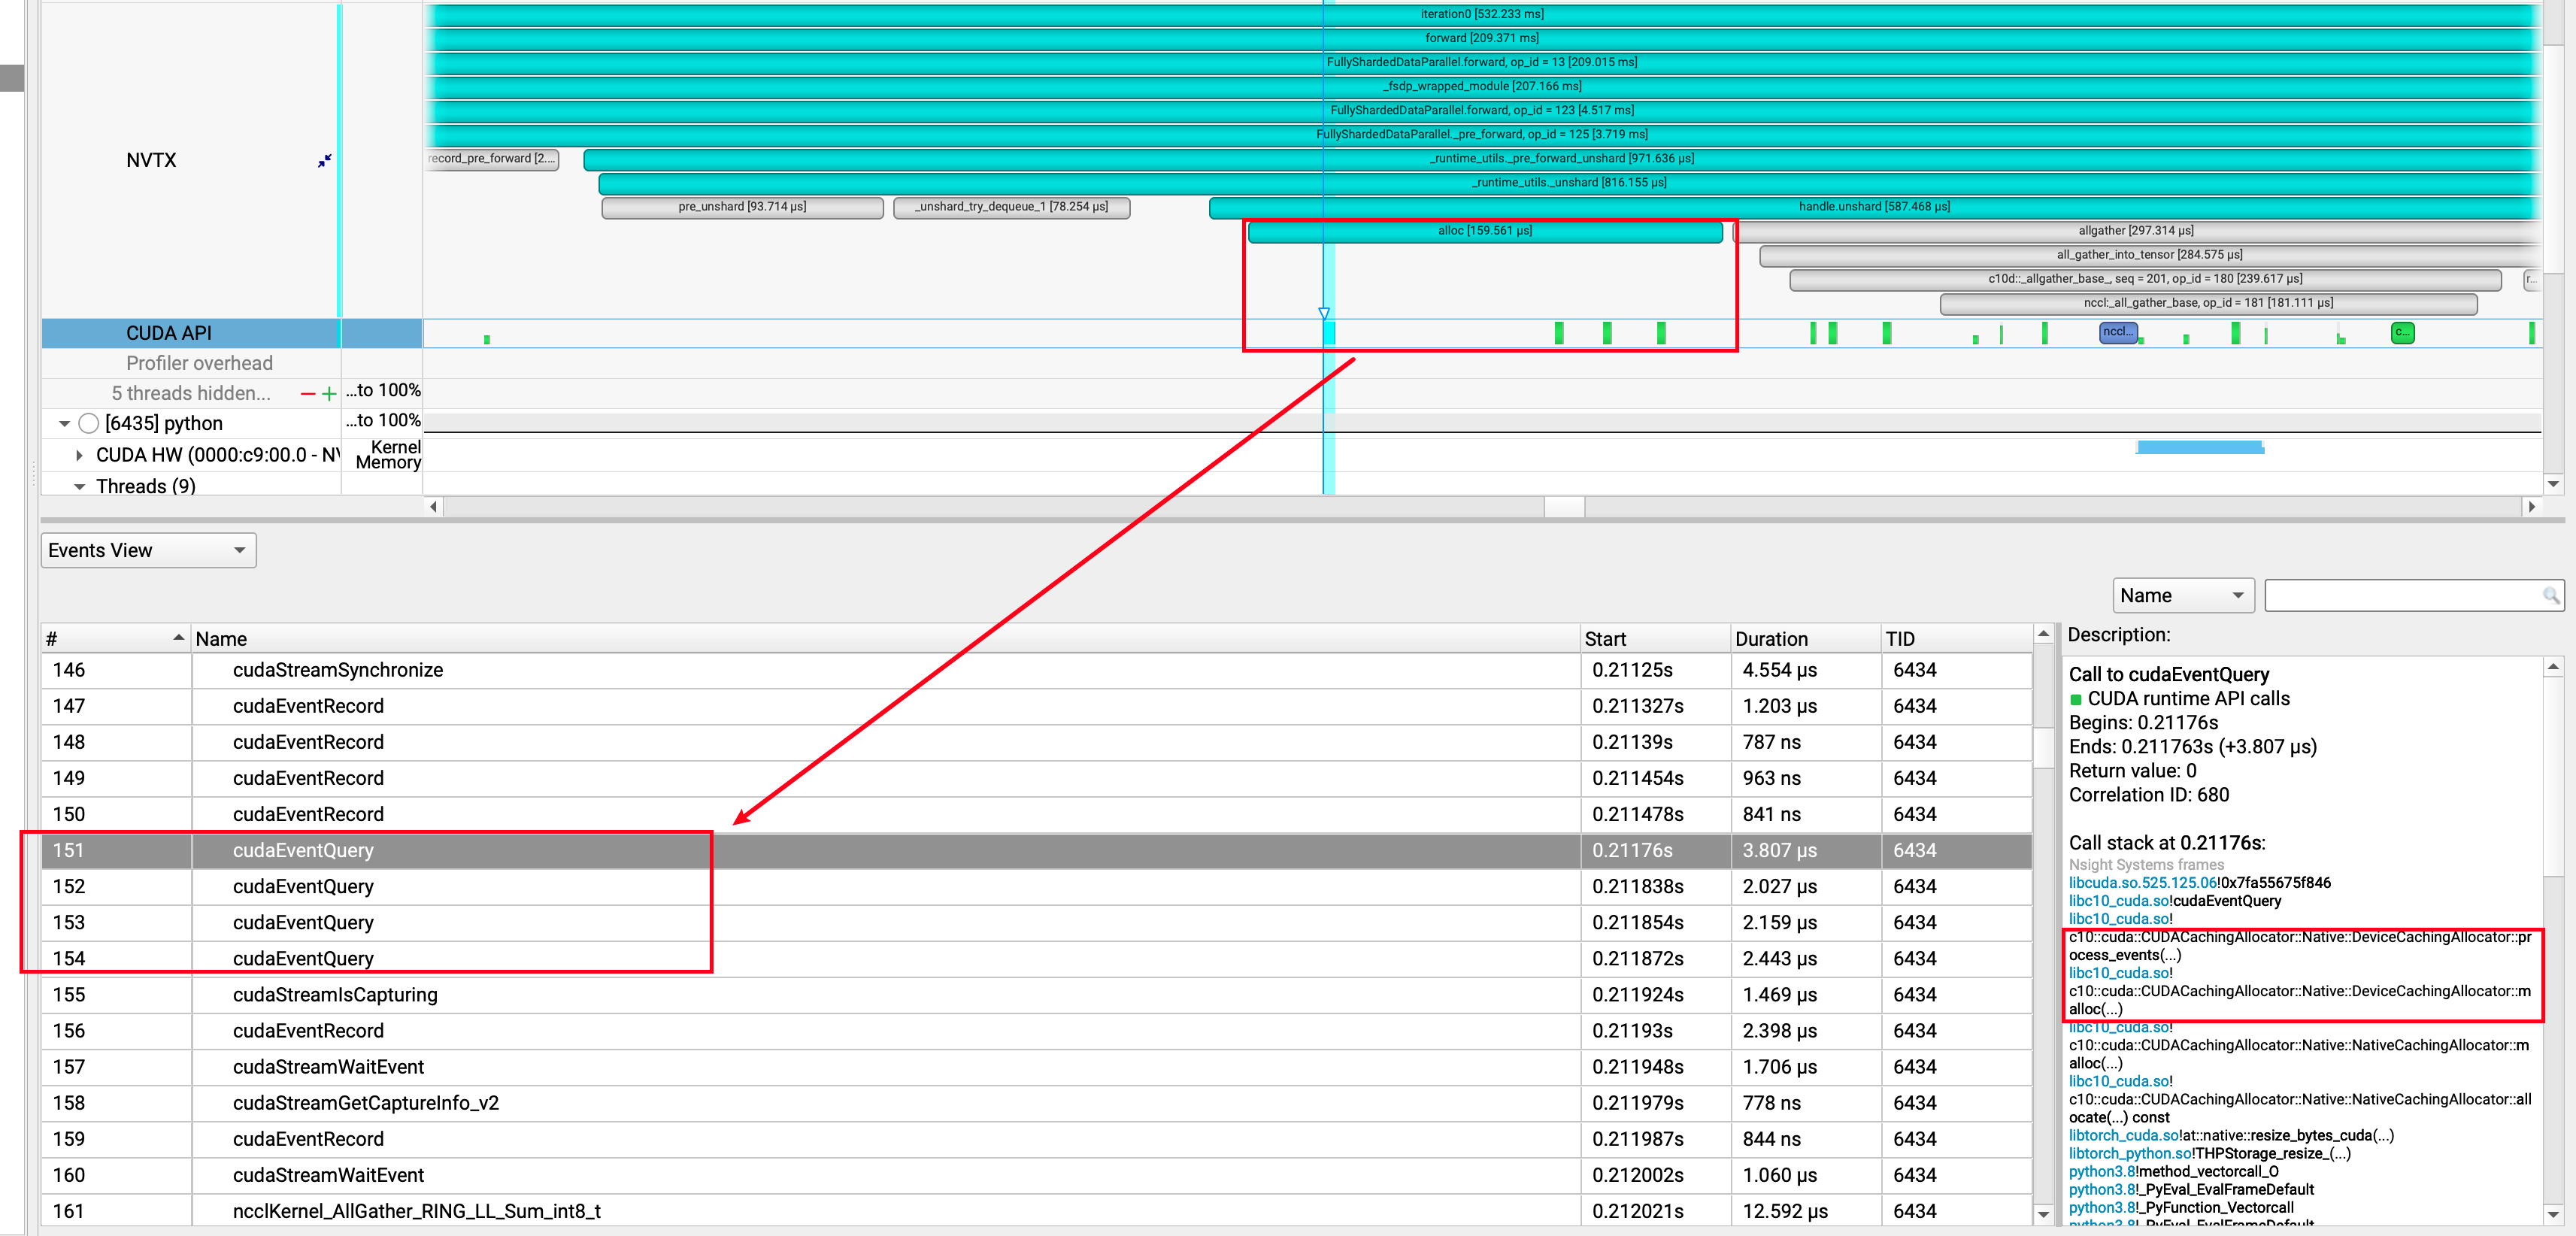 iteration0 [532.233 ms]
forward [209.371 ms]
FullyShardedDataParallel.forward, op_id = 13 [209.015 ms]
_fsdp_wrapped_module [207.166 ms]
FullyShardedDataParallel.forward, op_id = 123 [4.517 ms]
FullyShardedDataParallel._pre_forward, op_id = 125 [3.719 ms]
NVTX
record_pre_forward [2....
_runtime_utils._pre_forward_unshard [971.636 µs]
_runtime_utils._unshard [816.155 µs]
pre_unshard [93.714 µs]
_unshard_try_dequeue_1 [78.254 µs]
handle.unshard [587.468 µs]
alloc [159.561 µs]
allgather [297.314 µs]
all_gather_into_tensor [284.575 µs]
c10d::_allgather_base_, seq = 201, op_id = 180 [239.617 µs]
r...
nccl:_all_gather_base, op_id = 181 [181.111 µs]
CUDA API
nccl...
c...
Profiler overhead
5 threads hidden... − + ...to 100%
[6435] python ...to 100%
CUDA HW (0000:c9:00.0 - NV
Kernel
Memory
Threads (9)
Events View
Name
# Name Start Duration TID
146 cudaStreamSynchronize 0.21125s 4.554 µs 6434
147 cudaEventRecord 0.211327s 1.203 µs 6434
148 cudaEventRecord 0.21139s 787 ns 6434
149 cudaEventRecord 0.211454s 963 ns 6434
150 cudaEventRecord 0.211478s 841 ns 6434
151 cudaEventQuery 0.21176s 3.807 µs 6434
152 cudaEventQuery 0.211838s 2.027 µs 6434
153 cudaEventQuery 0.211854s 2.159 µs 6434
154 cudaEventQuery 0.211872s 2.443 µs 6434
155 cudaStreamIsCapturing 0.211924s 1.469 µs 6434
156 cudaEventRecord 0.21193s 2.398 µs 6434
157 cudaStreamWaitEvent 0.211948s 1.706 µs 6434
158 cudaStreamGetCaptureInfo_v2 0.211979s 778 ns 6434
159 cudaEventRecord 0.211987s 844 ns 6434
160 cudaStreamWaitEvent 0.212002s 1.060 µs 6434
161 ncclKernel_AllGather_RING_LL_Sum_int8_t 0.212021s 12.592 µs 6434
Description:
Call to cudaEventQuery
CUDA runtime API calls
Begins: 0.21176s
Ends: 0.211763s (+3.807 µs)
Return value: 0
Correlation ID: 680
Call stack at 0.21176s:
Nsight Systems frames
libcuda.so.525.125.06!0x7fa55675f846
libc10_cuda.so!cudaEventQuery
libc10_cuda.so!
c10::cuda::CUDACachingAllocator::Native::DeviceCachingAllocator::pr
ocess_events(...)
libc10_cuda.so!
c10::cuda::CUDACachingAllocator::Native::DeviceCachingAllocator::m
alloc(...)
libc10_cuda.so!
c10::cuda::CUDACachingAllocator::Native::NativeCachingAllocator::m
alloc(...)
libc10_cuda.so!
c10::cuda::CUDACachingAllocator::Native::NativeCachingAllocator::all
ocate(...) const
libtorch_cuda.so!at::native::resize_bytes_cuda(...)
libtorch_python.so!THPStorage_resize_(...)
python3.8!method_vectorcall_O
python3.8!_PyEval_EvalFrameDefault
python3.8!_PyFunction_Vectorcall
python3.8!_PyEval_EvalFrameDefault